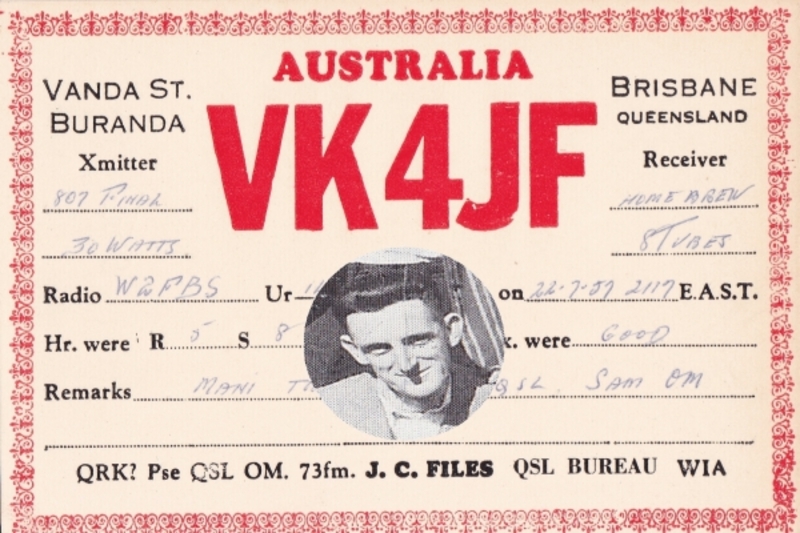 AUSTRALIA
VANDA ST.
BURANDA
VK4JF
BRISBANE
QUEENSLAND
Xmitter
807 FINAL
30 WATTS
Receiver
HOME BREW
8 TUBES
Radio W2FBS Ur on 22-7-57 2117 E.A.S.T.
Hr. were R 5 S 8 x. were GOOD
Remarks MANI QSL SAM OM
QRK? Pse QSL OM. 73fm. J. C. FILES QSL BUREAU WIA